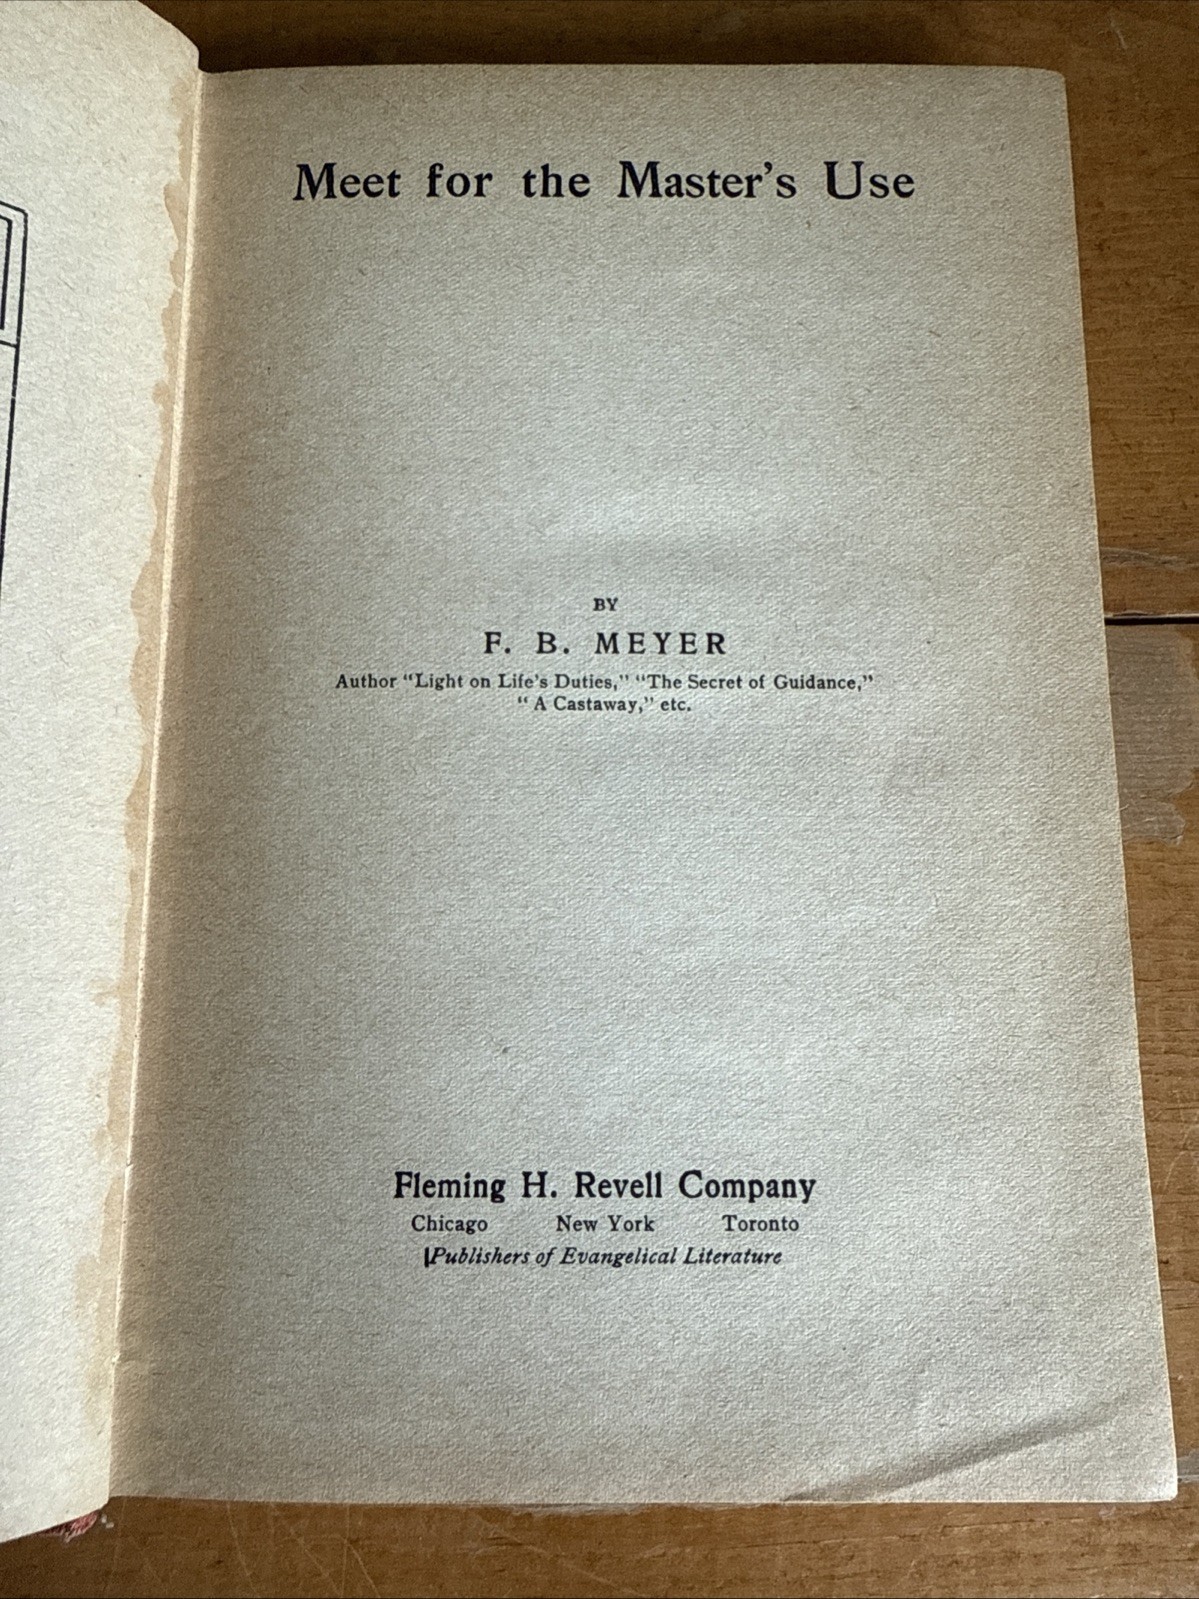 Meet for the Master's Use
BY
F. B. MEYER
Author "Light on Life's Duties," "The Secret of Guidance,"
" A Castaway," etc.
Fleming H. Revell Company
Chicago New York Toronto
Publishers of Evangelical Literature